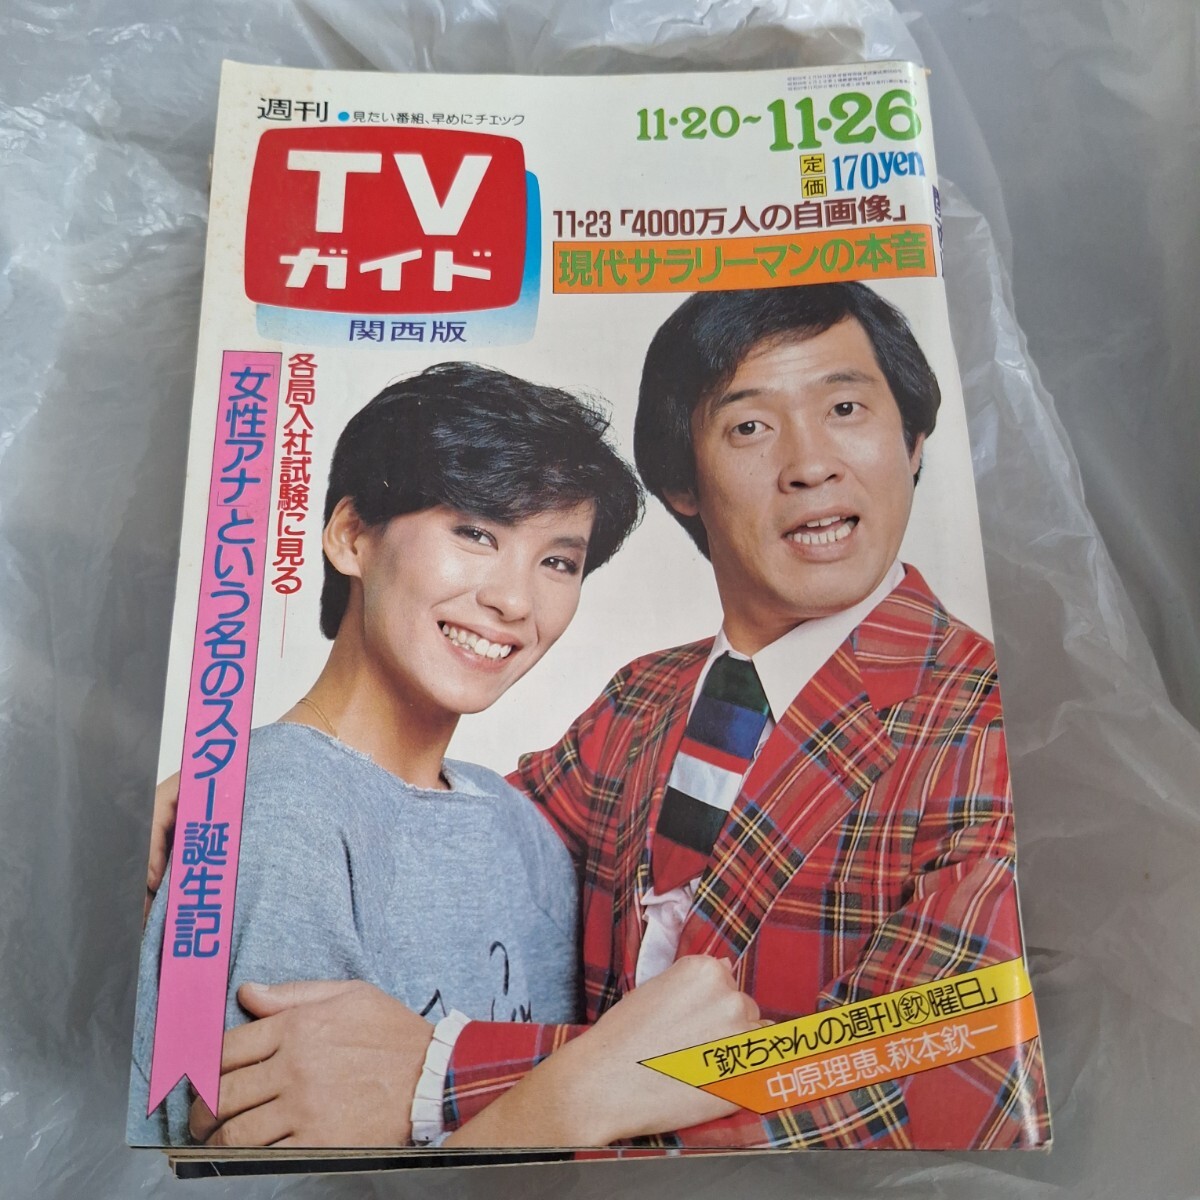 週刊
●見たい番組、早めにチェック
TV
ガイド
関西版
11・20~11・26
定価
170yen
11・23「4000万人の自画像」
現代サラリーマンの本音
各局入社試験に見る
「女性アナ」という名のスター誕生記
「欽ちゃんの週刊㊎曜日」
中原理恵、萩本欽一